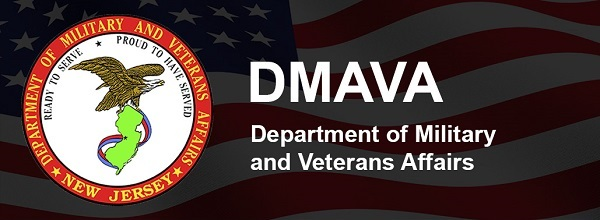 DEPARTMENT OF MILITARY AND VETERANS AFFAIRS
READY TO SERVE ★ PROUD TO HAVE SERVED
★ NEW JERSEY ★
DMAVA
Department of Military
and Veterans Affairs